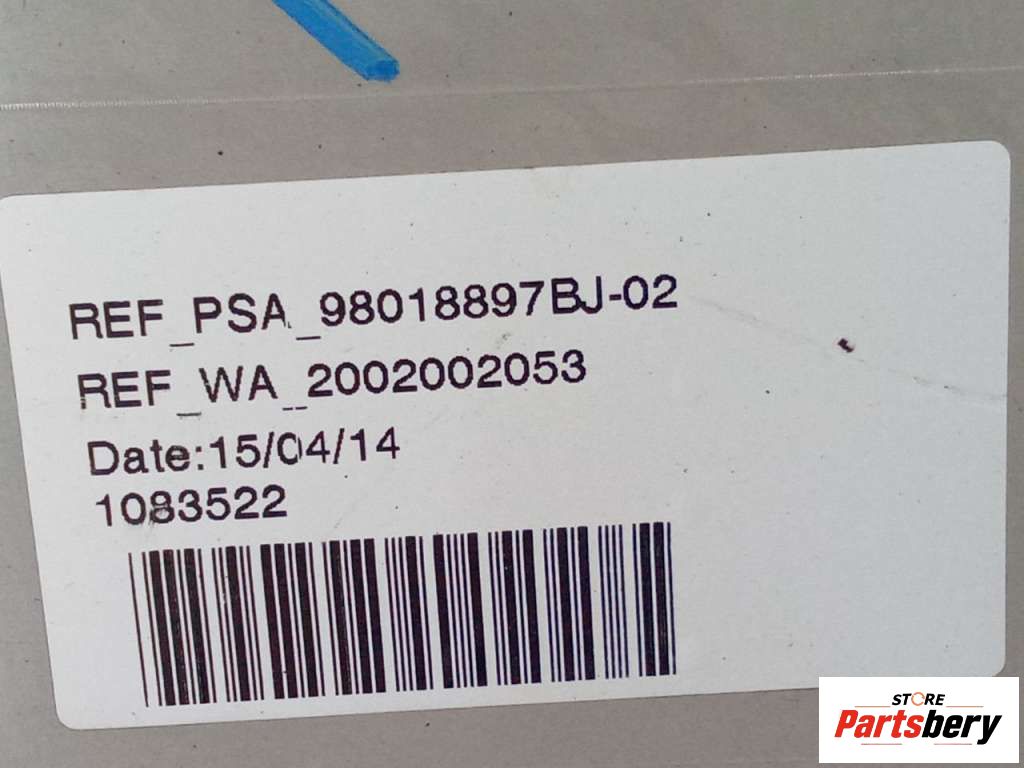 REF_PSA_98018897BJ-02
REF_WA_2002002053
Date:15/04/14
1083522
STORE
Partsbery